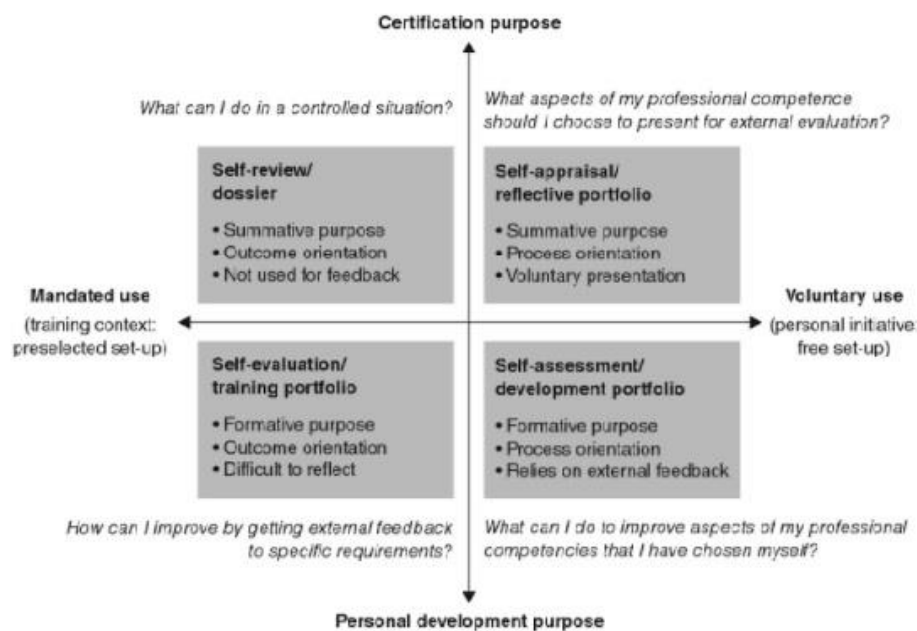 Certification purpose
What can I do in a controlled situation?
What aspects of my professional competence
should I choose to present for external evaluation?
Self-review/
dossier
• Summative purpose
• Outcome orientation
• Not used for feedback
Self-appraisal/
reflective portfolio
• Summative purpose
• Process orientation
• Voluntary presentation
Mandated use
(training context:
preselected set-up)
Voluntary use
(personal initiative:
free set-up)
Self-evaluation/
training portfolio
• Formative purpose
• Outcome orientation
• Difficult to reflect
Self-assessment/
development portfolio
• Formative purpose
• Process orientation
• Relies on external feedback
How can I improve by getting external feedback
to specific requirements?
What can I do to improve aspects of my professional
competencies that I have chosen myself?
Personal development purpose